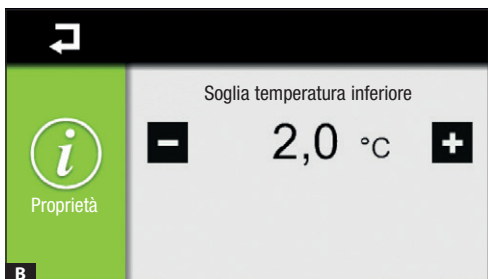 Soglia temperatura inferiore
- 2,0 °C +
i
Proprietà
B